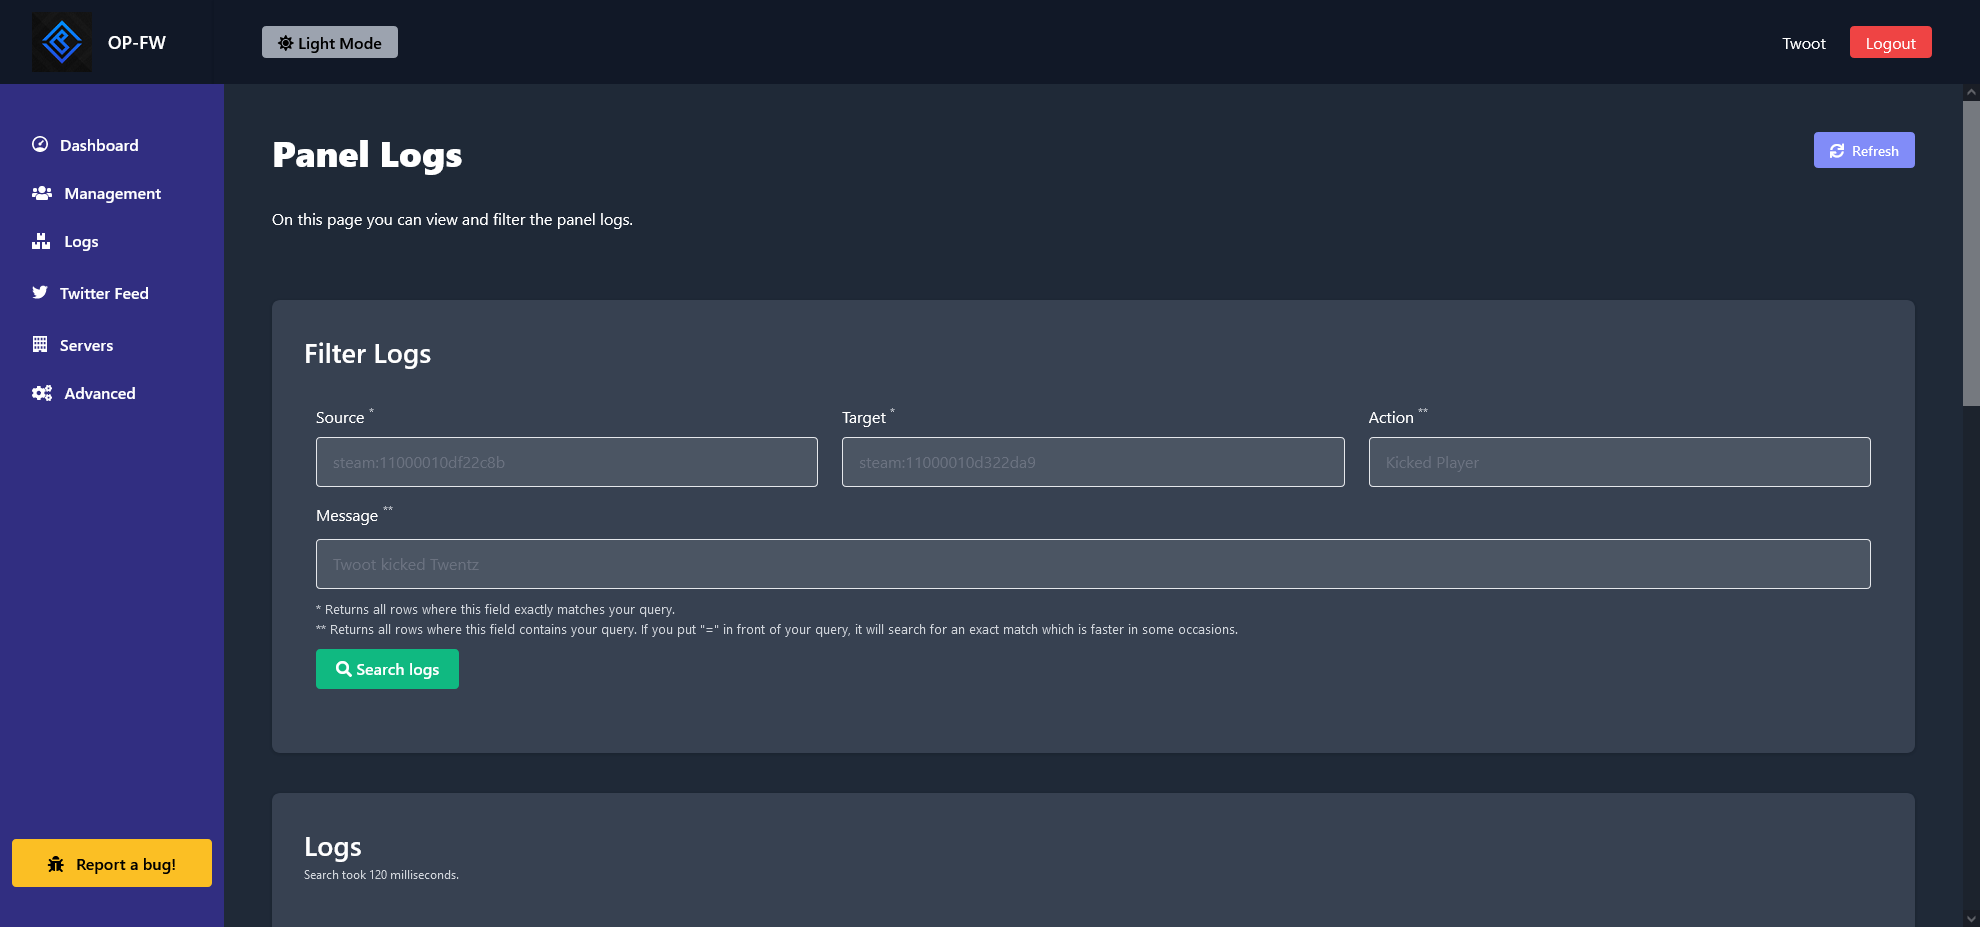 OP-FW
Light Mode
Twoot
Logout
Dashboard
Management
Logs
Twitter Feed
Servers
Advanced
Report a bug!
Panel Logs
Refresh
On this page you can view and filter the panel logs.
Filter Logs
Source *
Target *
Action **
steam:11000010df22c8b
steam:11000010d322da9
Kicked Player
Message **
Twoot kicked Twentz
* Returns all rows where this field exactly matches your query.
** Returns all rows where this field contains your query. If you put "=" in front of your query, it will search for an exact match which is faster in some occasions.
Search logs
Logs
Search took 120 milliseconds.